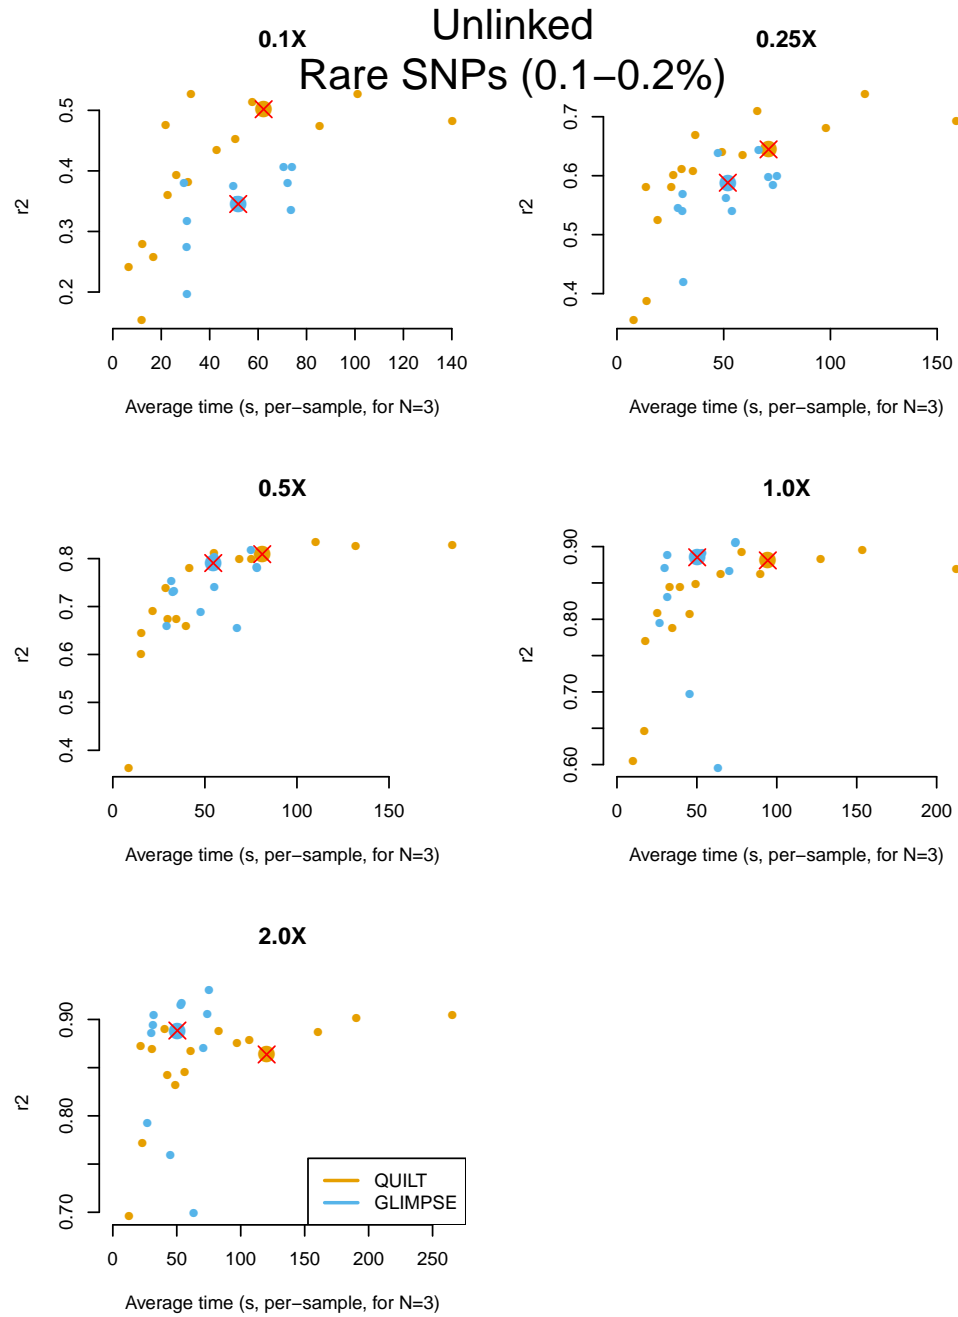 Unlinked
Rare SNPs (0.1−0.2%)
0.1X
r2
0.2 0.3 0.4 0.5
0 20 40 60 80 100 120 140
Average time (s, per−sample, for N=3)
0.25X
r2
0.4 0.5 0.6 0.7
0 50 100 150
Average time (s, per−sample, for N=3)
0.5X
r2
0.4 0.5 0.6 0.7 0.8
0 50 100 150
Average time (s, per−sample, for N=3)
1.0X
r2
0.60 0.70 0.80 0.90
0 50 100 150 200
Average time (s, per−sample, for N=3)
2.0X
r2
0.70 0.80 0.90
0 50 100 150 200 250
Average time (s, per−sample, for N=3)
QUILT
GLIMPSE